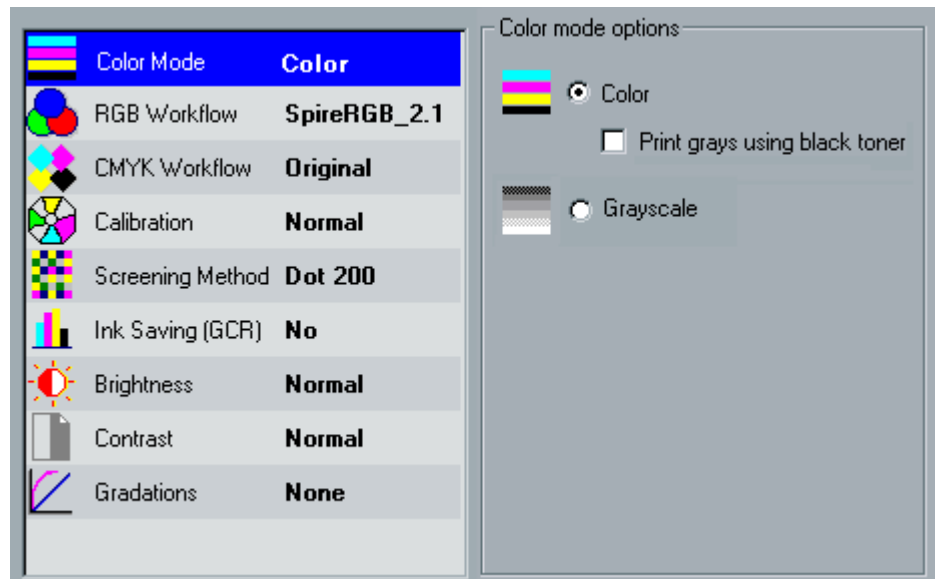 Color Mode Color
RGB Workflow SpireRGB_2.1
CMYK Workflow Original
Calibration Normal
Screening Method Dot 200
Ink Saving (GCR) No
Brightness Normal
Contrast Normal
Gradations None
Color mode options
Color
Print grays using black toner
Grayscale